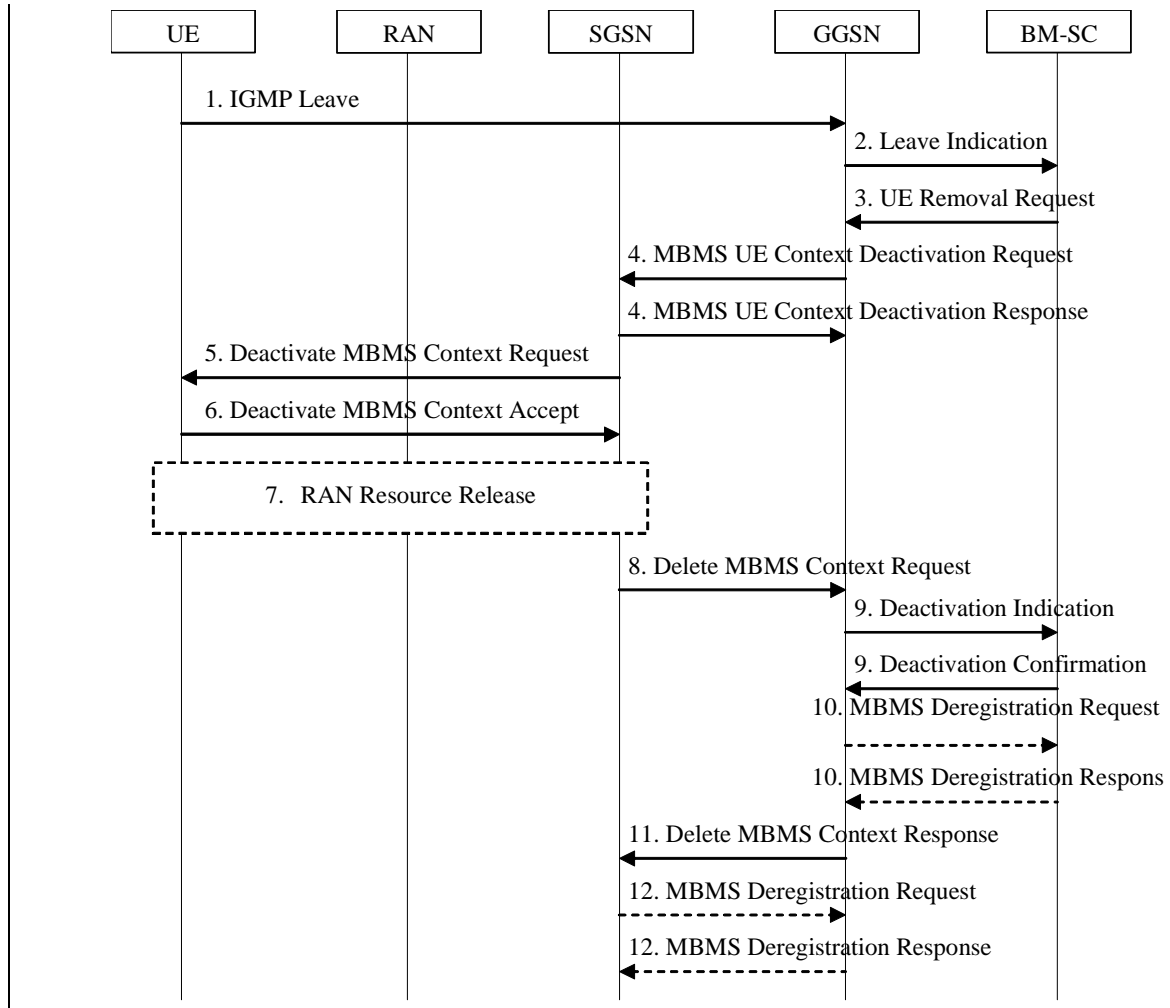 UE RAN SGSN GGSN BM-SC
1. IGMP Leave
2. Leave Indication
3. UE Removal Request
4. MBMS UE Context Deactivation Request
4. MBMS UE Context Deactivation Response
5. Deactivate MBMS Context Request
6. Deactivate MBMS Context Accept
7. RAN Resource Release
8. Delete MBMS Context Request
9. Deactivation Indication
9. Deactivation Confirmation
10. MBMS Deregistration Request
10. MBMS Deregistration Respons
11. Delete MBMS Context Response
12. MBMS Deregistration Request
12. MBMS Deregistration Response